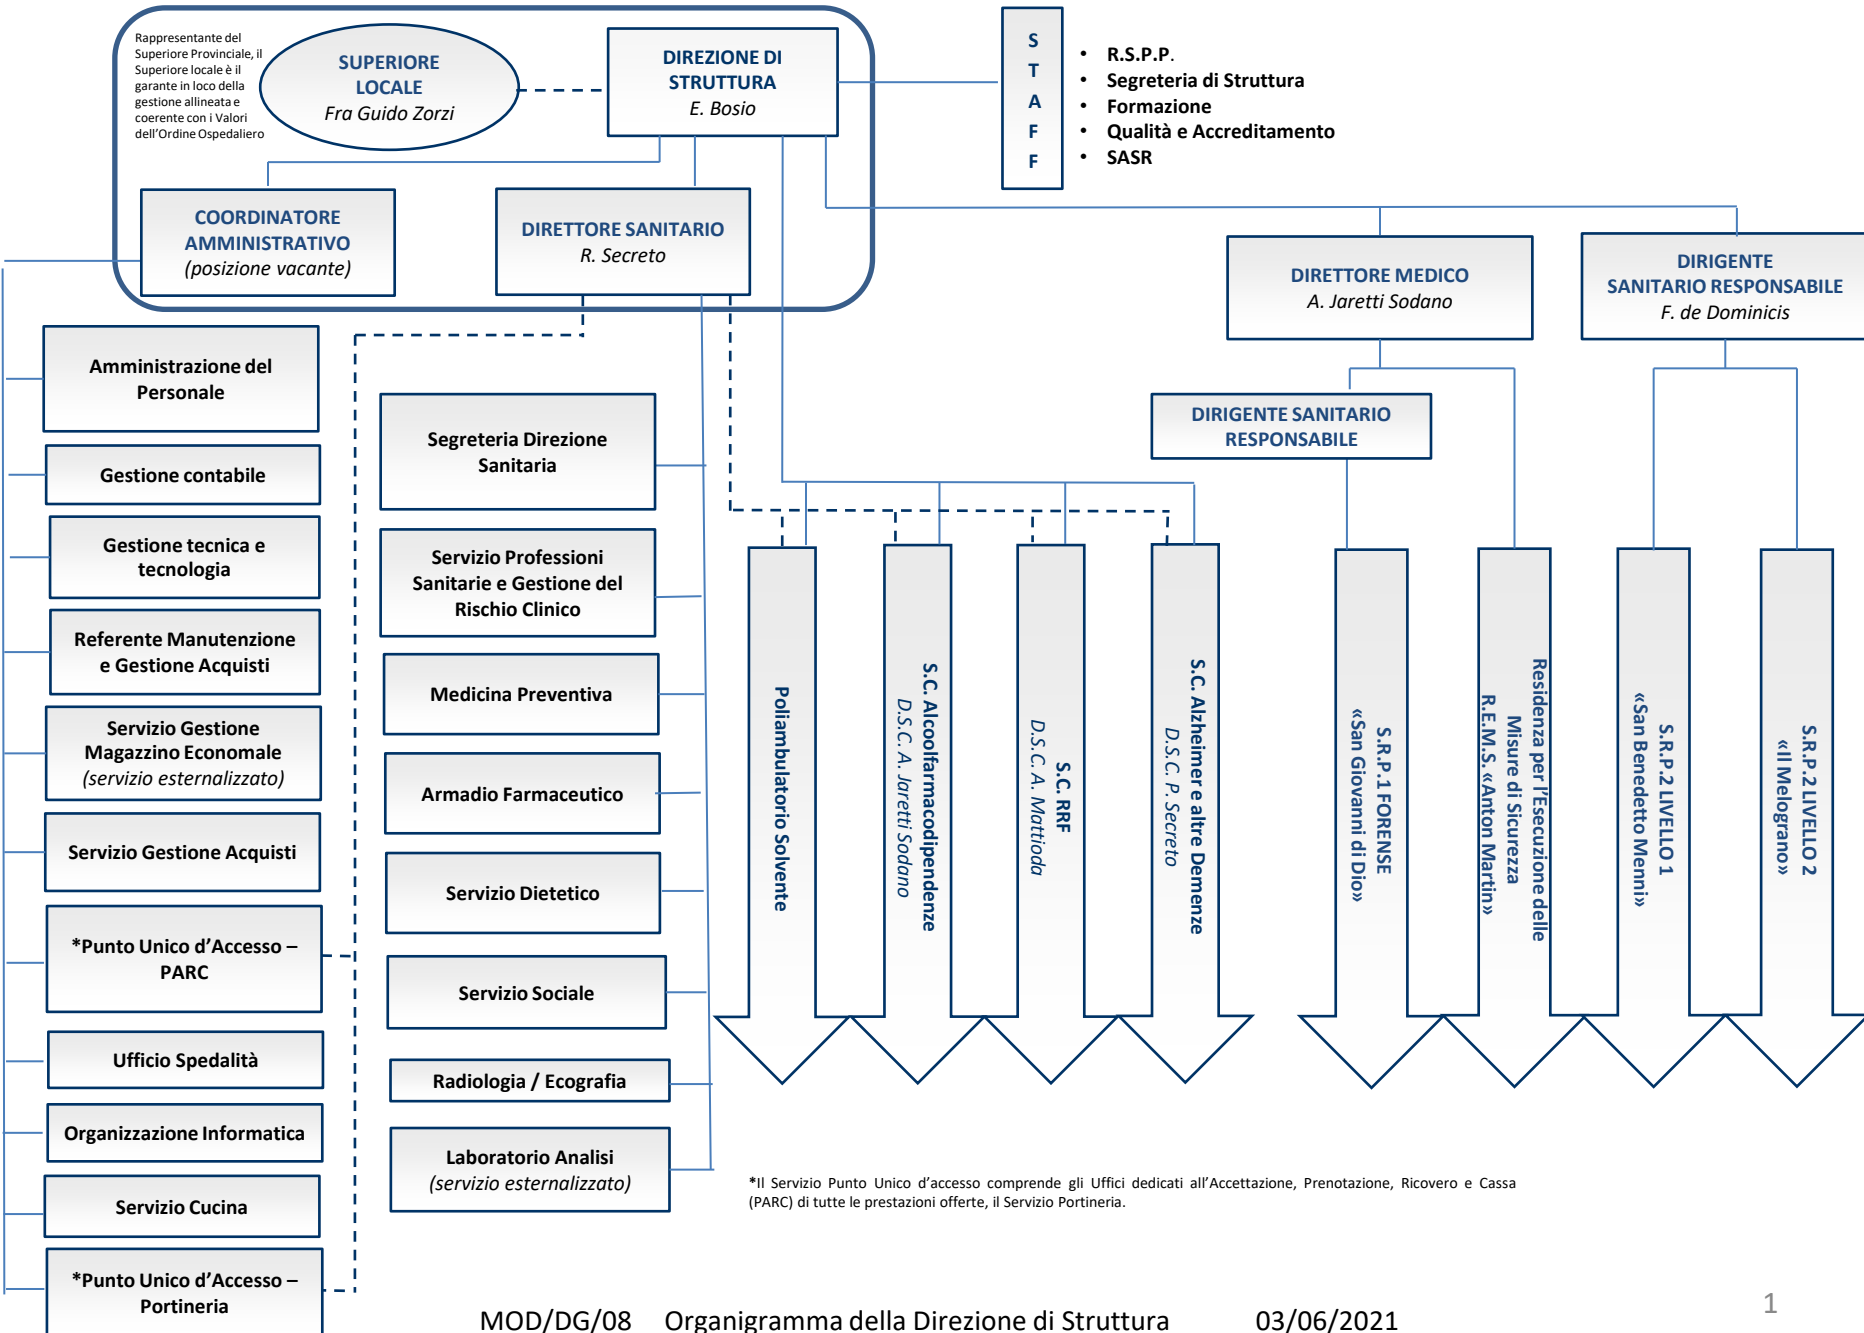 Rappresentante del
Superiore Provinciale, il
Superiore locale è il
garante in loco della
gestione allineata e
coerente con i Valori
dell'Ordine Ospedaliero
SUPERIORE
LOCALE
Fra Guido Zorzi
DIREZIONE DI
STRUTTURA
E. Bosio
S
T
A
F
F
• R.S.P.P.
• Segreteria di Struttura
• Formazione
• Qualità e Accreditamento
• SASR
COORDINATORE
AMMINISTRATIVO
(posizione vacante)
DIRETTORE SANITARIO
R. Secreto
DIRETTORE MEDICO
A. Jaretti Sodano
DIRIGENTE
SANITARIO RESPONSABILE
F. de Dominicis
DIRIGENTE SANITARIO
RESPONSABILE
Amministrazione del
Personale
Gestione contabile
Gestione tecnica e
tecnologia
Referente Manutenzione
e Gestione Acquisti
Servizio Gestione
Magazzino Economale
(servizio esternalizzato)
Servizio Gestione Acquisti
*Punto Unico d'Accesso –
PARC
Ufficio Spedalità
Organizzazione Informatica
Servizio Cucina
*Punto Unico d'Accesso –
Portineria
Segreteria Direzione
Sanitaria
Servizio Professioni
Sanitarie e Gestione del
Rischio Clinico
Medicina Preventiva
Armadio Farmaceutico
Servizio Dietetico
Servizio Sociale
Radiologia / Ecografia
Laboratorio Analisi
(servizio esternalizzato)
Poliambulatorio Solvente
S.C. Alcoolfarmacodipendenze
D.S.C. A. Jaretti Sodano
S.C. RRF
D.S.C. A. Mattioda
S.C. Alzheimer e altre Demenze
D.S.C. P. Secreto
S.R.P.1 FORENSE
«San Giovanni di Dio»
Residenza per l'Esecuzione delle
Misure di Sicurezza
R.E.M.S. «Anton Martin»
S.R.P.2 LIVELLO 1
«San Benedetto Menni»
S.R.P.2 LIVELLO 2
«Il Melograno»
*Il Servizio Punto Unico d'accesso comprende gli Uffici dedicati all'Accettazione, Prenotazione, Ricovero e Cassa
(PARC) di tutte le prestazioni offerte, il Servizio Portineria.
MOD/DG/08 Organigramma della Direzione di Struttura 03/06/2021
1